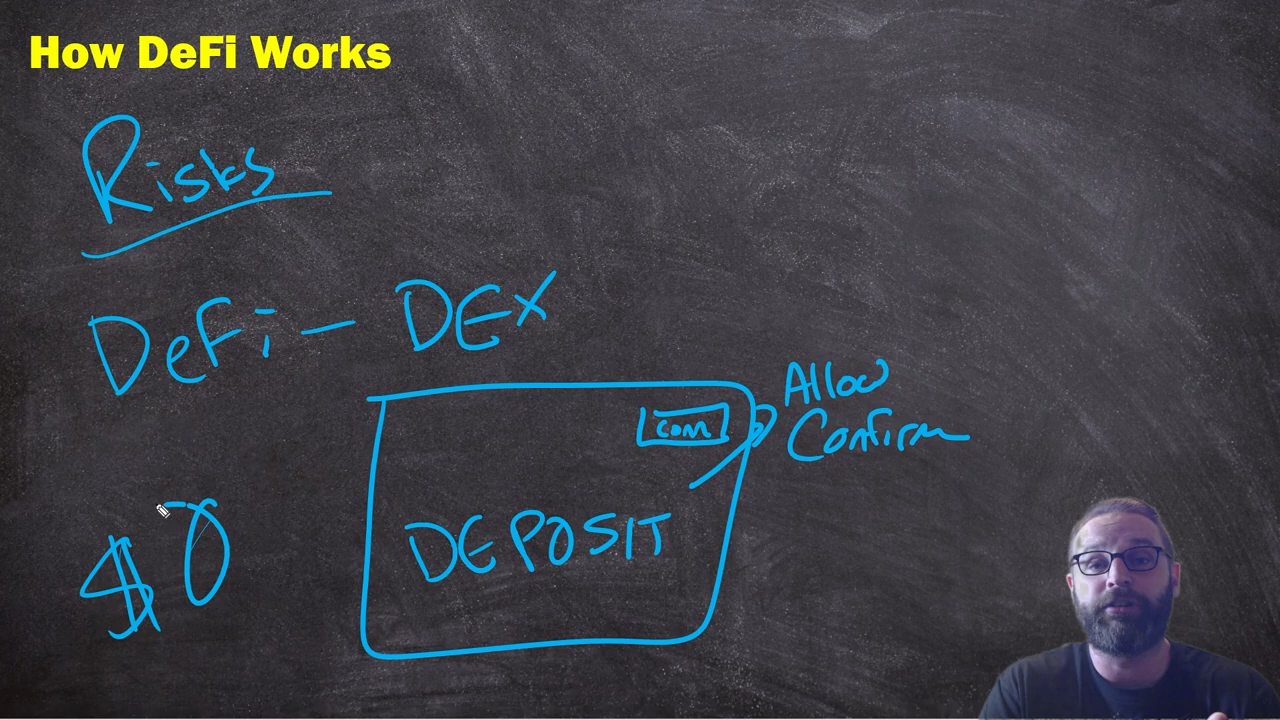 How DeFi Works
Risks
DeFi - DEX
Allow
Confirm
DEPOSIT
$0